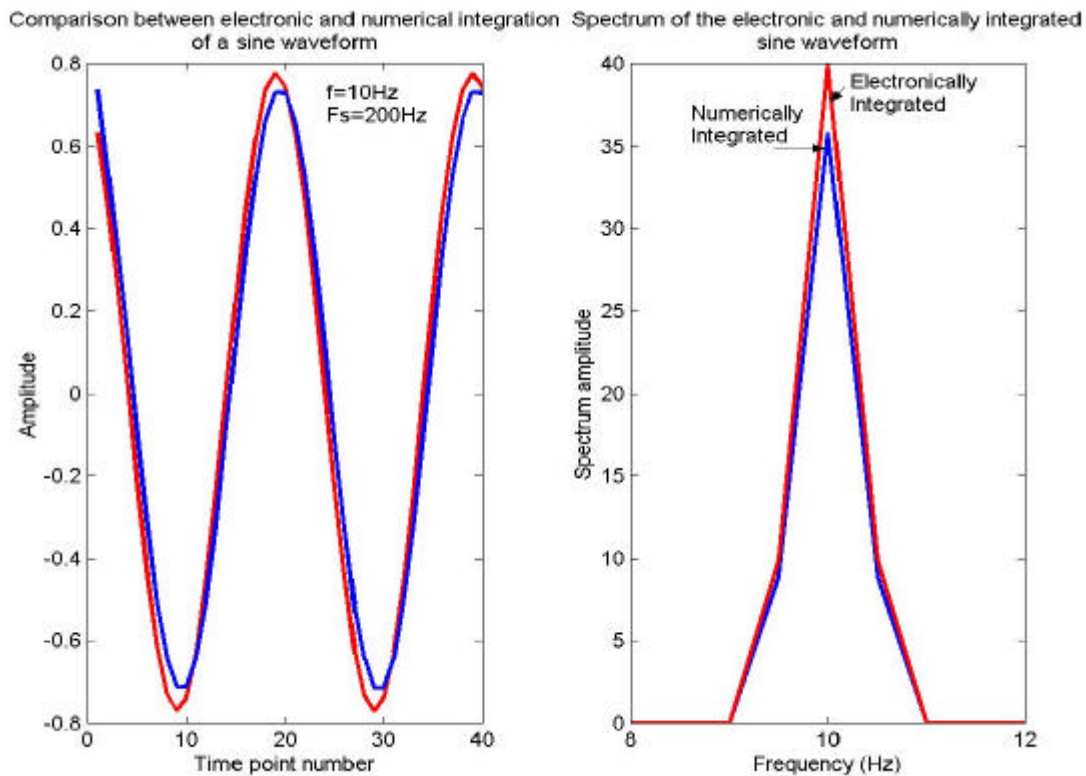 Comparison between electronic and numerical integration
of a sine waveform
0.8
0.6
0.4
0.2
0
-0.2
-0.4
-0.6
-0.8
Amplitude
f=10Hz
Fs=200Hz
0
10
20
30
40
Time point number
Spectrum of the electronic and numerically integrated
sine waveform
40
35
30
25
20
15
10
5
0
Spectrum amplitude
Electronically
Integrated
Numerically
Integrated
8
10
12
Frequency (Hz)